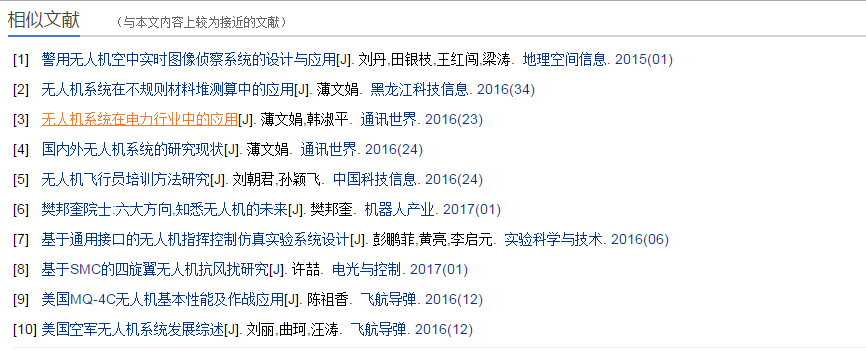 相似文献 （与本文内容上较为接近的文献）
[1] 警用无人机空中实时图像侦察系统的设计与应用[J]. 刘丹,田银枝,王红闯,梁涛. 地理空间信息. 2015(01)
[2] 无人机系统在不规则材料堆测算中的应用[J]. 薄文娟. 黑龙江科技信息. 2016(34)
[3] 无人机系统在电力行业中的应用[J]. 薄文娟,韩淑平. 通讯世界. 2016(23)
[4] 国内外无人机系统的研究现状[J]. 薄文娟. 通讯世界. 2016(24)
[5] 无人机飞行员培训方法研究[J]. 刘朝君,孙颖飞. 中国科技信息. 2016(24)
[6] 樊邦奎院士:六大方向,知悉无人机的未来[J]. 樊邦奎. 机器人产业. 2017(01)
[7] 基于通用接口的无人机指挥控制仿真实验系统设计[J]. 彭鹏菲,黄亮,李启元. 实验科学与技术. 2016(06)
[8] 基于SMC的四旋翼无人机抗风扰研究[J]. 许喆. 电光与控制. 2017(01)
[9] 美国MQ-4C无人机基本性能及作战应用[J]. 陈祖香. 飞航导弹. 2016(12)
[10] 美国空军无人机系统发展综述[J]. 刘丽,曲珂,汪涛. 飞航导弹. 2016(12)